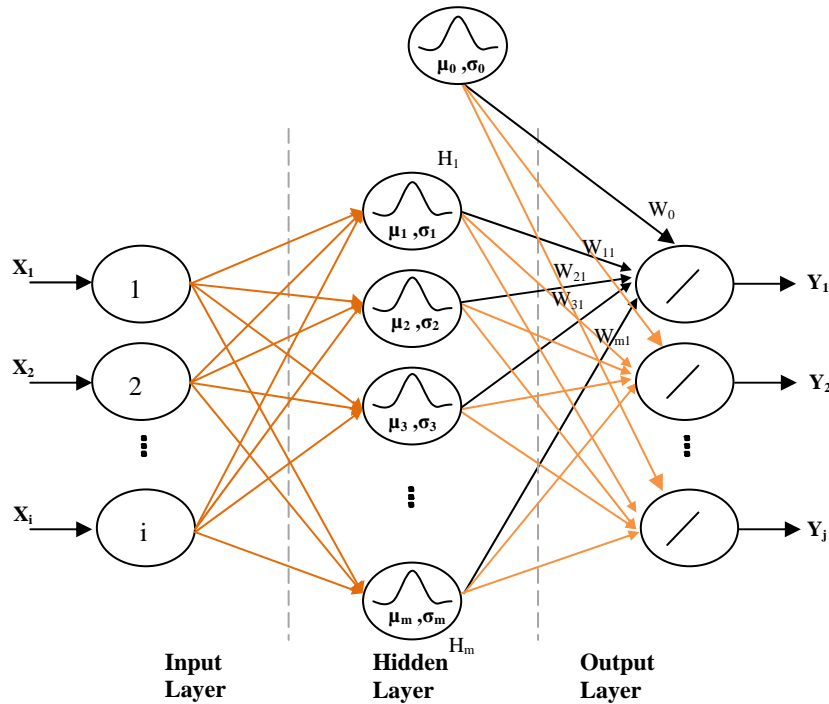 μ₀ ,σ₀
H₁
W₀
μ₁ ,σ₁
W₁₁
X₁
1
W₂₁
Y₁
W₃₁
μ₂ ,σ₂
Wₘ₁
X₂
2
Y₂
μ₃ ,σ₃
Xᵢ
i
Yⱼ
μₘ ,σₘ
Hₘ
Input
Layer
Hidden
Layer
Output
Layer